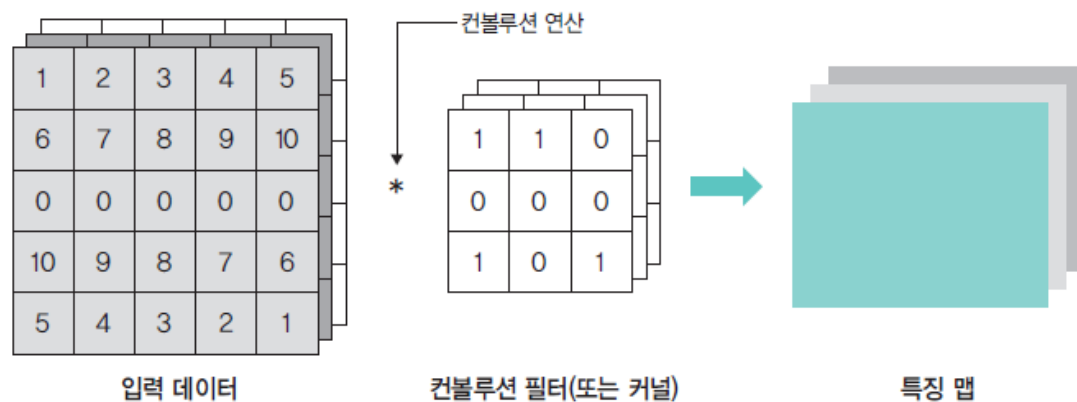 컨볼루션 연산
1 2 3 4 5
6 7 8 9 10
0 0 0 0 0
10 9 8 7 6
5 4 3 2 1
*
1 1 0
0 0 0
1 0 1
입력 데이터
컨볼루션 필터(또는 커널)
특징 맵